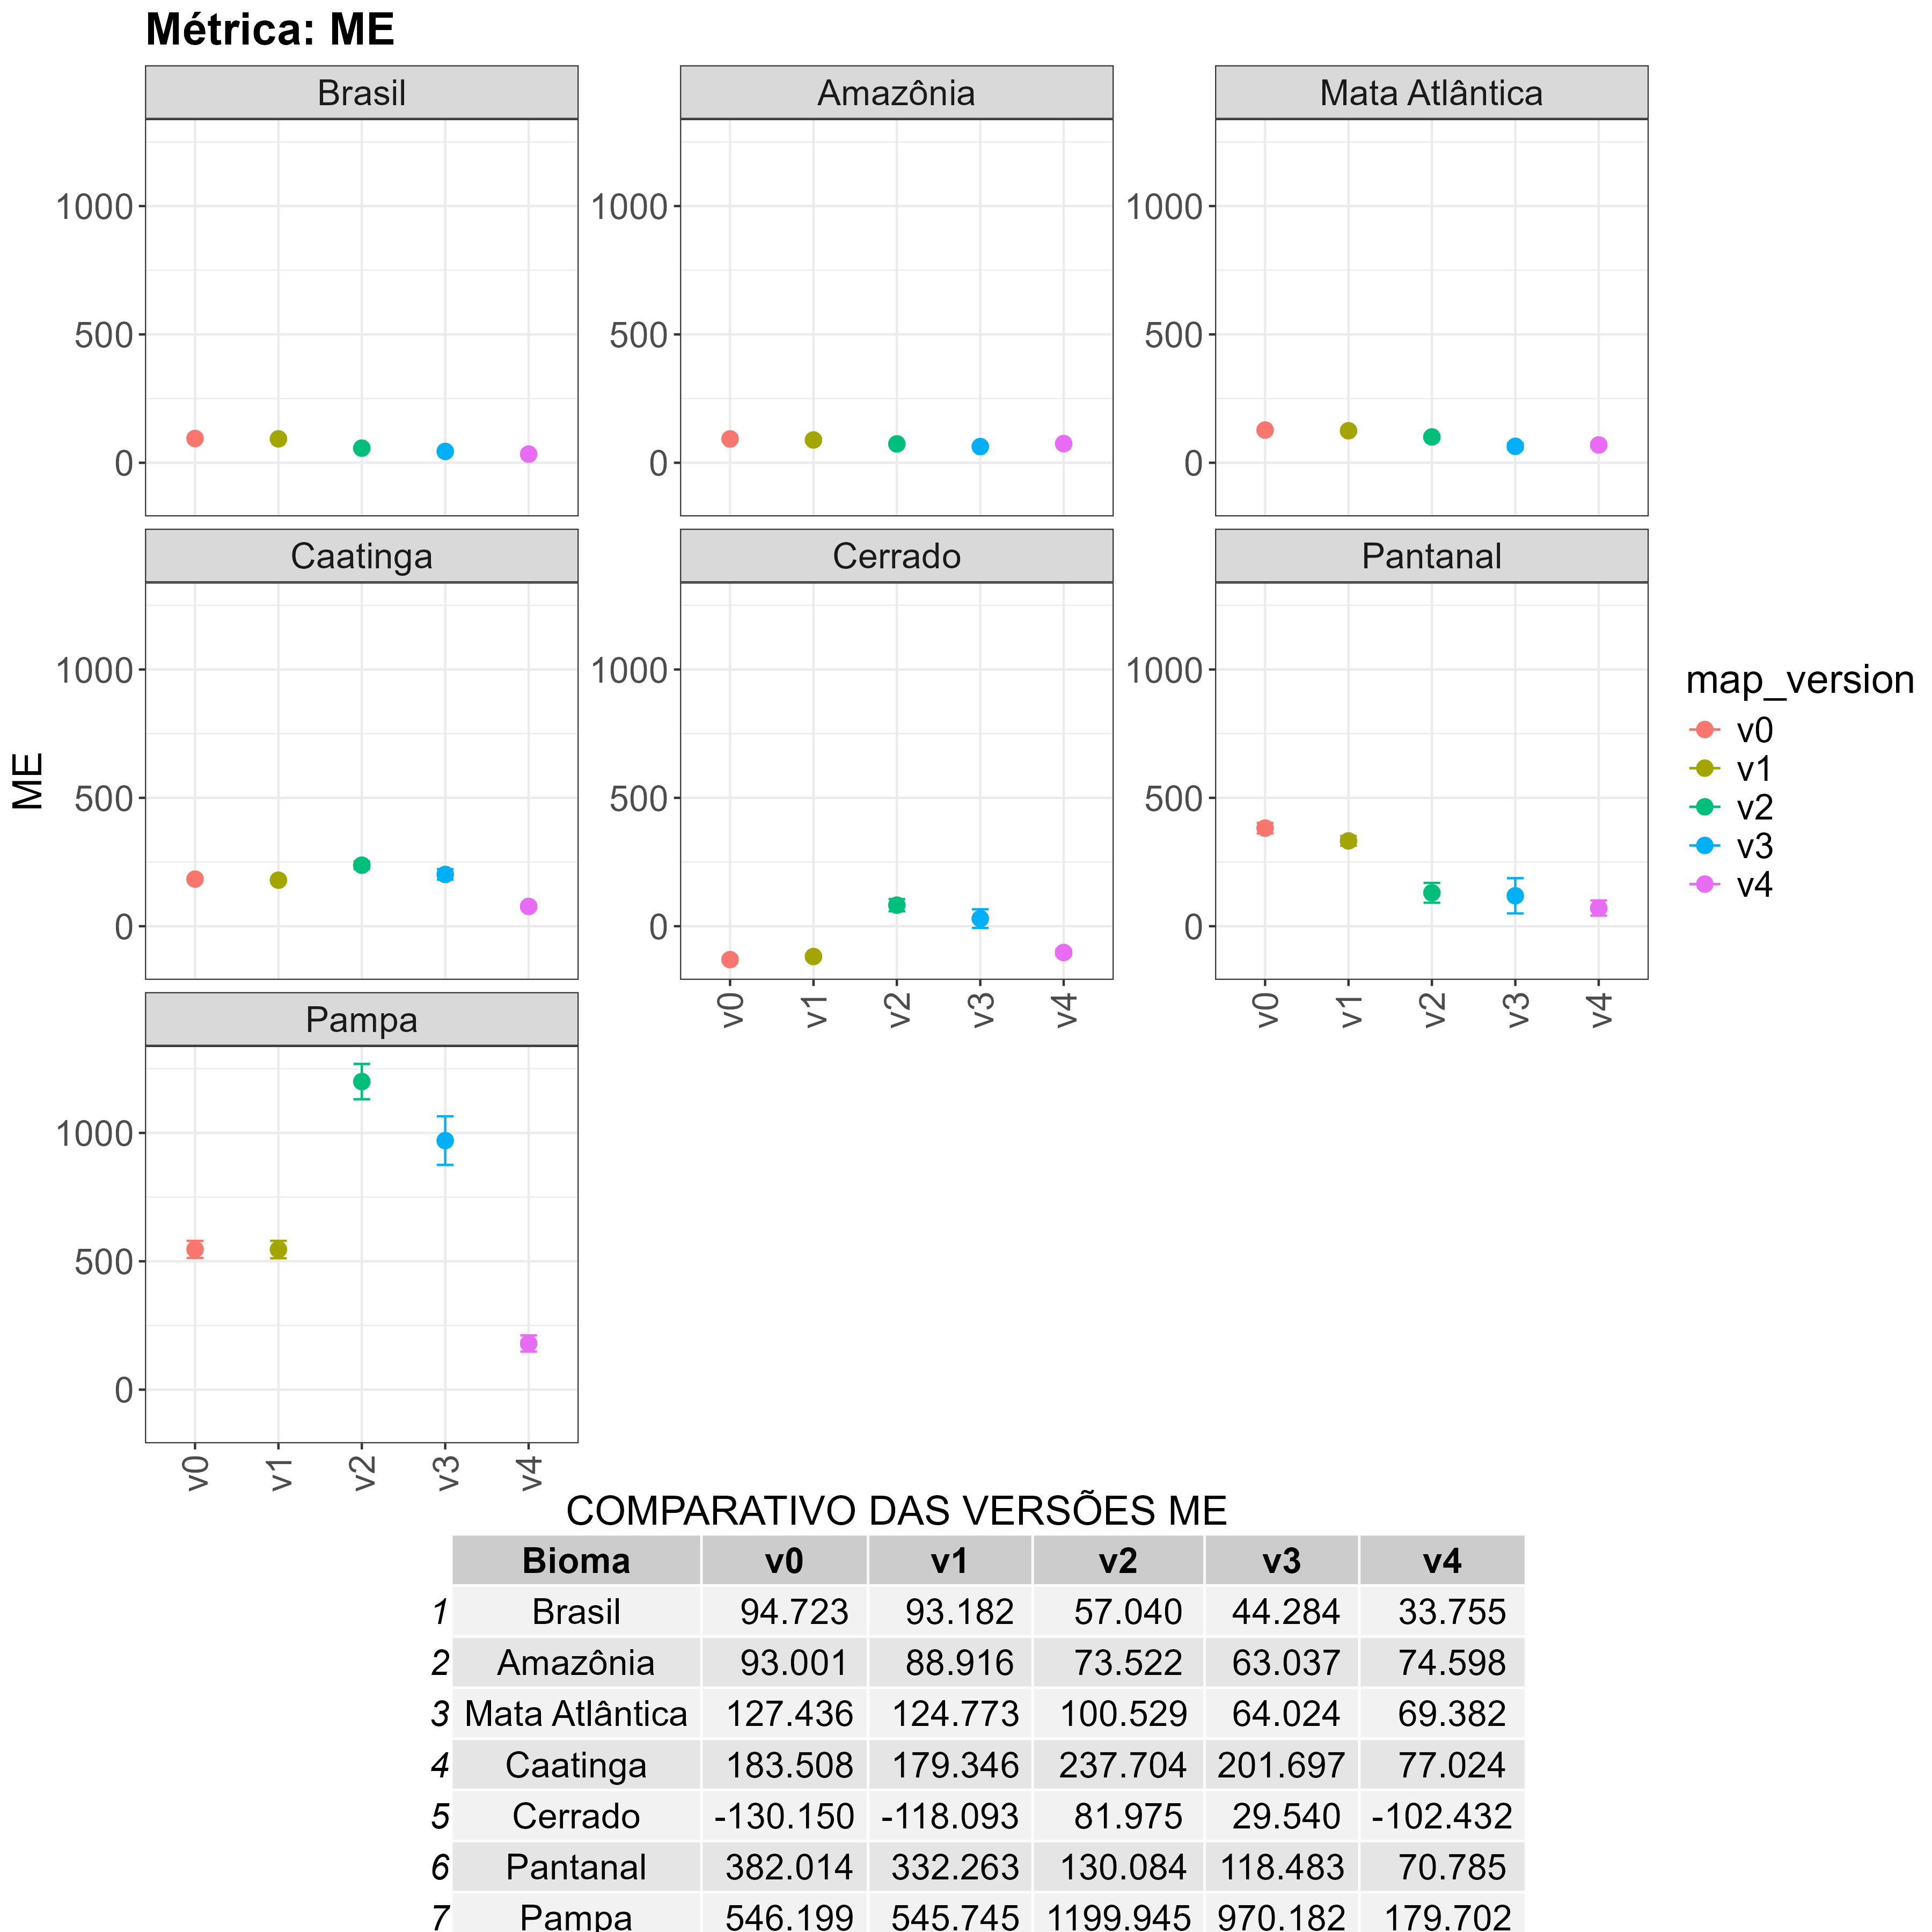 Métrica: ME
Brasil
Amazônia
Mata Atlântica
1000
500
0
1000
500
0
1000
500
0
Caatinga
Cerrado
Pantanal
1000
500
0
1000
500
0
1000
500
0
v0 v1 v2 v3 v4
v0 v1 v2 v3 v4
Pampa
1000
500
0
v0 v1 v2 v3 v4
ME
map_version
v0
v1
v2
v3
v4
COMPARATIVO DAS VERSÕES ME
Bioma v0 v1 v2 v3 v4
1 Brasil 94.723 93.182 57.040 44.284 33.755
2 Amazônia 93.001 88.916 73.522 63.037 74.598
3 Mata Atlântica 127.436 124.773 100.529 64.024 69.382
4 Caatinga 183.508 179.346 237.704 201.697 77.024
5 Cerrado -130.150 -118.093 81.975 29.540 -102.432
6 Pantanal 382.014 332.263 130.084 118.483 70.785
7 Pampa 546.199 545.745 1199.945 970.182 179.702